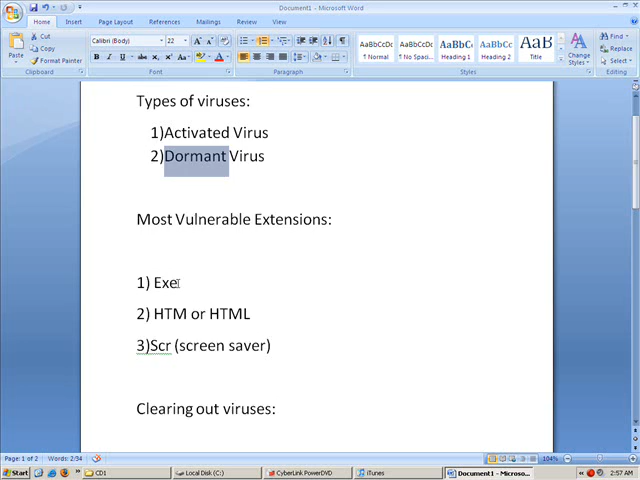 Document1 - Microsoft Word
Home Insert Page Layout References Mailings Review View
Cut
Copy
Format Painter
Paste
Calibri (Body) 22
AaBbCcDc AaBbCcDc AaBbCc AaBbCc AaB
¶ Normal ¶ No Spaci... Heading 1 Heading 2 Title
Change Styles
Find
Replace
Select
Clipboard Font Paragraph Styles Editing
Types of viruses:
1)Activated Virus
2)Dormant Virus
Most Vulnerable Extensions:
1) Exe
2) HTM or HTML
3)Scr (screen saver)
Clearing out viruses:
Page: 1 of 2 Words: 2/34 104%
Start CD1 Local Disk (C:) CyberLink PowerDVD iTunes Document1 - Microso... 2:57 AM